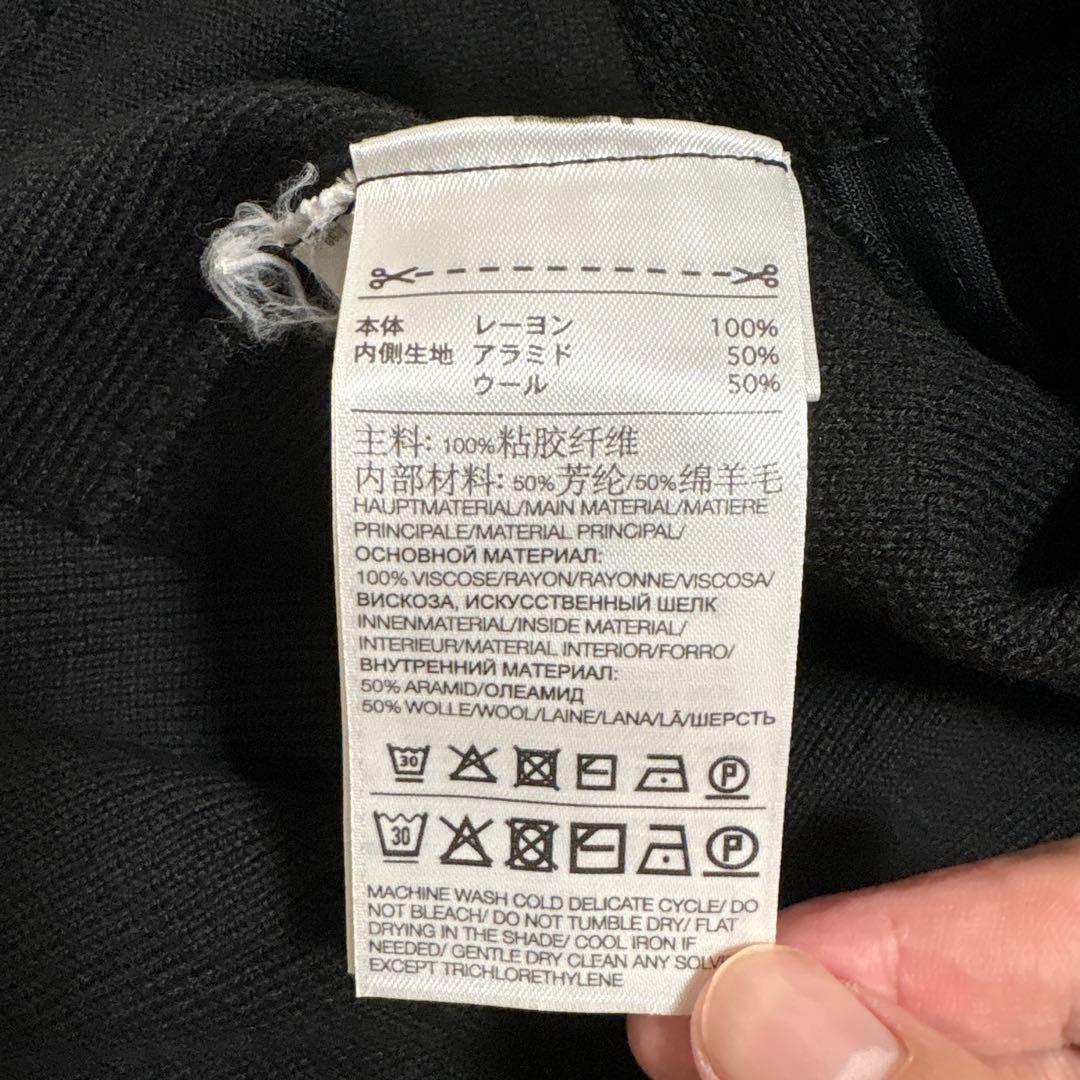 本体 レーヨン 100%
内側生地 アラミド 50%
ウール 50%
主料: 100%粘胶纤维
内部材料: 50%芳纶/50%绵羊毛
HAUPTMATERIAL/MAIN MATERIAL/MATIERE
PRINCIPALE/MATERIAL PRINCIPAL/
ОСНОВНОЙ МАТЕРИАЛ:
100% VISCOSE/RAYON/RAYONNE/VISCOSA/
ВИСКОЗА, ИСКУССТВЕННЫЙ ШЕЛК
INNENMATERIAL/INSIDE MATERIAL/
INTERIEUR/MATERIAL INTERIOR/FORRO/
ВНУТРЕННИЙ МАТЕРИАЛ:
50% ARAMID/ОЛЕАМИД
50% WOLLE/WOOL/LAINE/LANA/LÃ/ШЕРСТЬ
30 P
30 P
MACHINE WASH COLD DELICATE CYCLE/ DO
NOT BLEACH/ DO NOT TUMBLE DRY/ FLAT
DRYING IN THE SHADE/ COOL IRON IF
NEEDED/ GENTLE DRY CLEAN ANY
EXCEPT TRICHLORETHYLENE